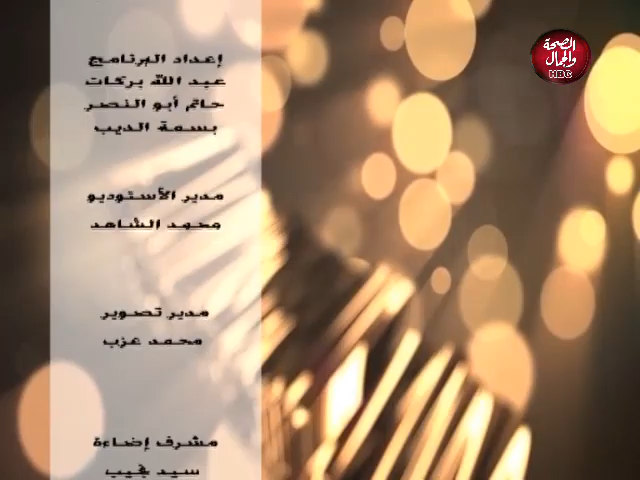 الصحة
والجمال
HBC
إعداد البرنامج
عبد الله بركات
حاتم أبو النصر
بسمة الديب
مدير الأستوديو
محمد الشاهد
مدير تصوير
محمد عزب
مشرف إضاءة
سيد نجيب